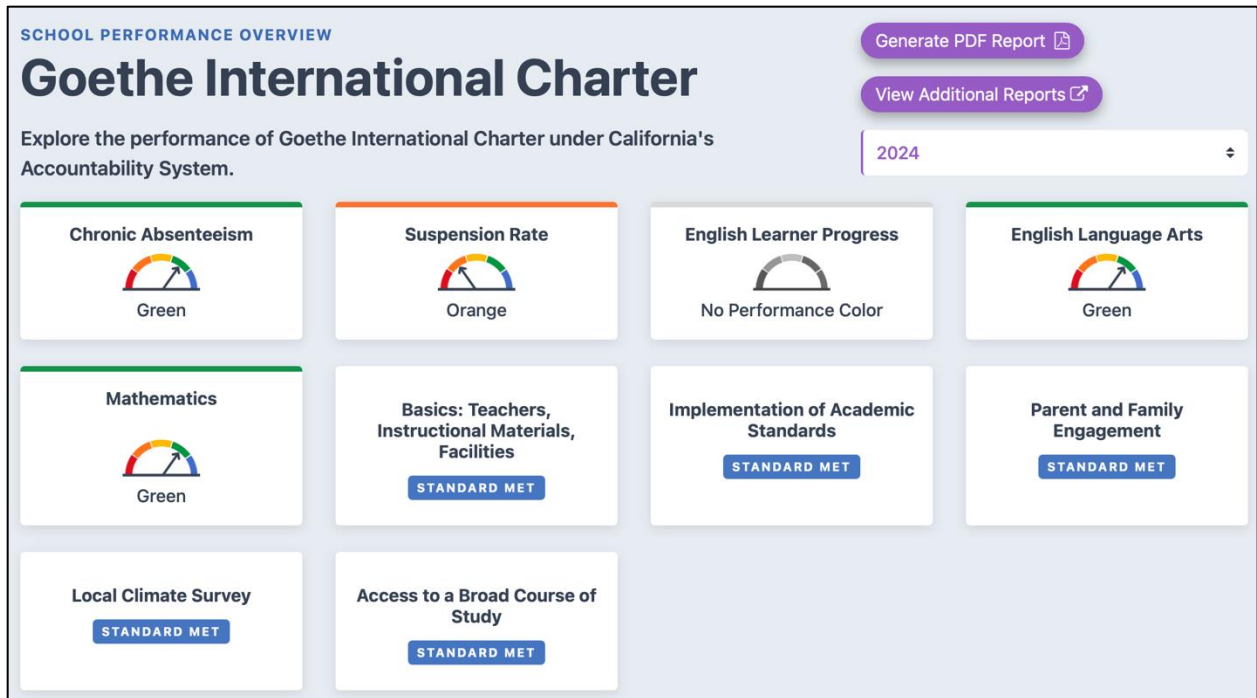 SCHOOL PERFORMANCE OVERVIEW
Goethe International Charter
Explore the performance of Goethe International Charter under California's
Accountability System.
Generate PDF Report
View Additional Reports
2024
Chronic Absenteeism
Green
Suspension Rate
Orange
English Learner Progress
No Performance Color
English Language Arts
Green
Mathematics
Green
Basics: Teachers,
Instructional Materials,
Facilities
STANDARD MET
Implementation of Academic
Standards
STANDARD MET
Parent and Family
Engagement
STANDARD MET
Local Climate Survey
STANDARD MET
Access to a Broad Course of
Study
STANDARD MET